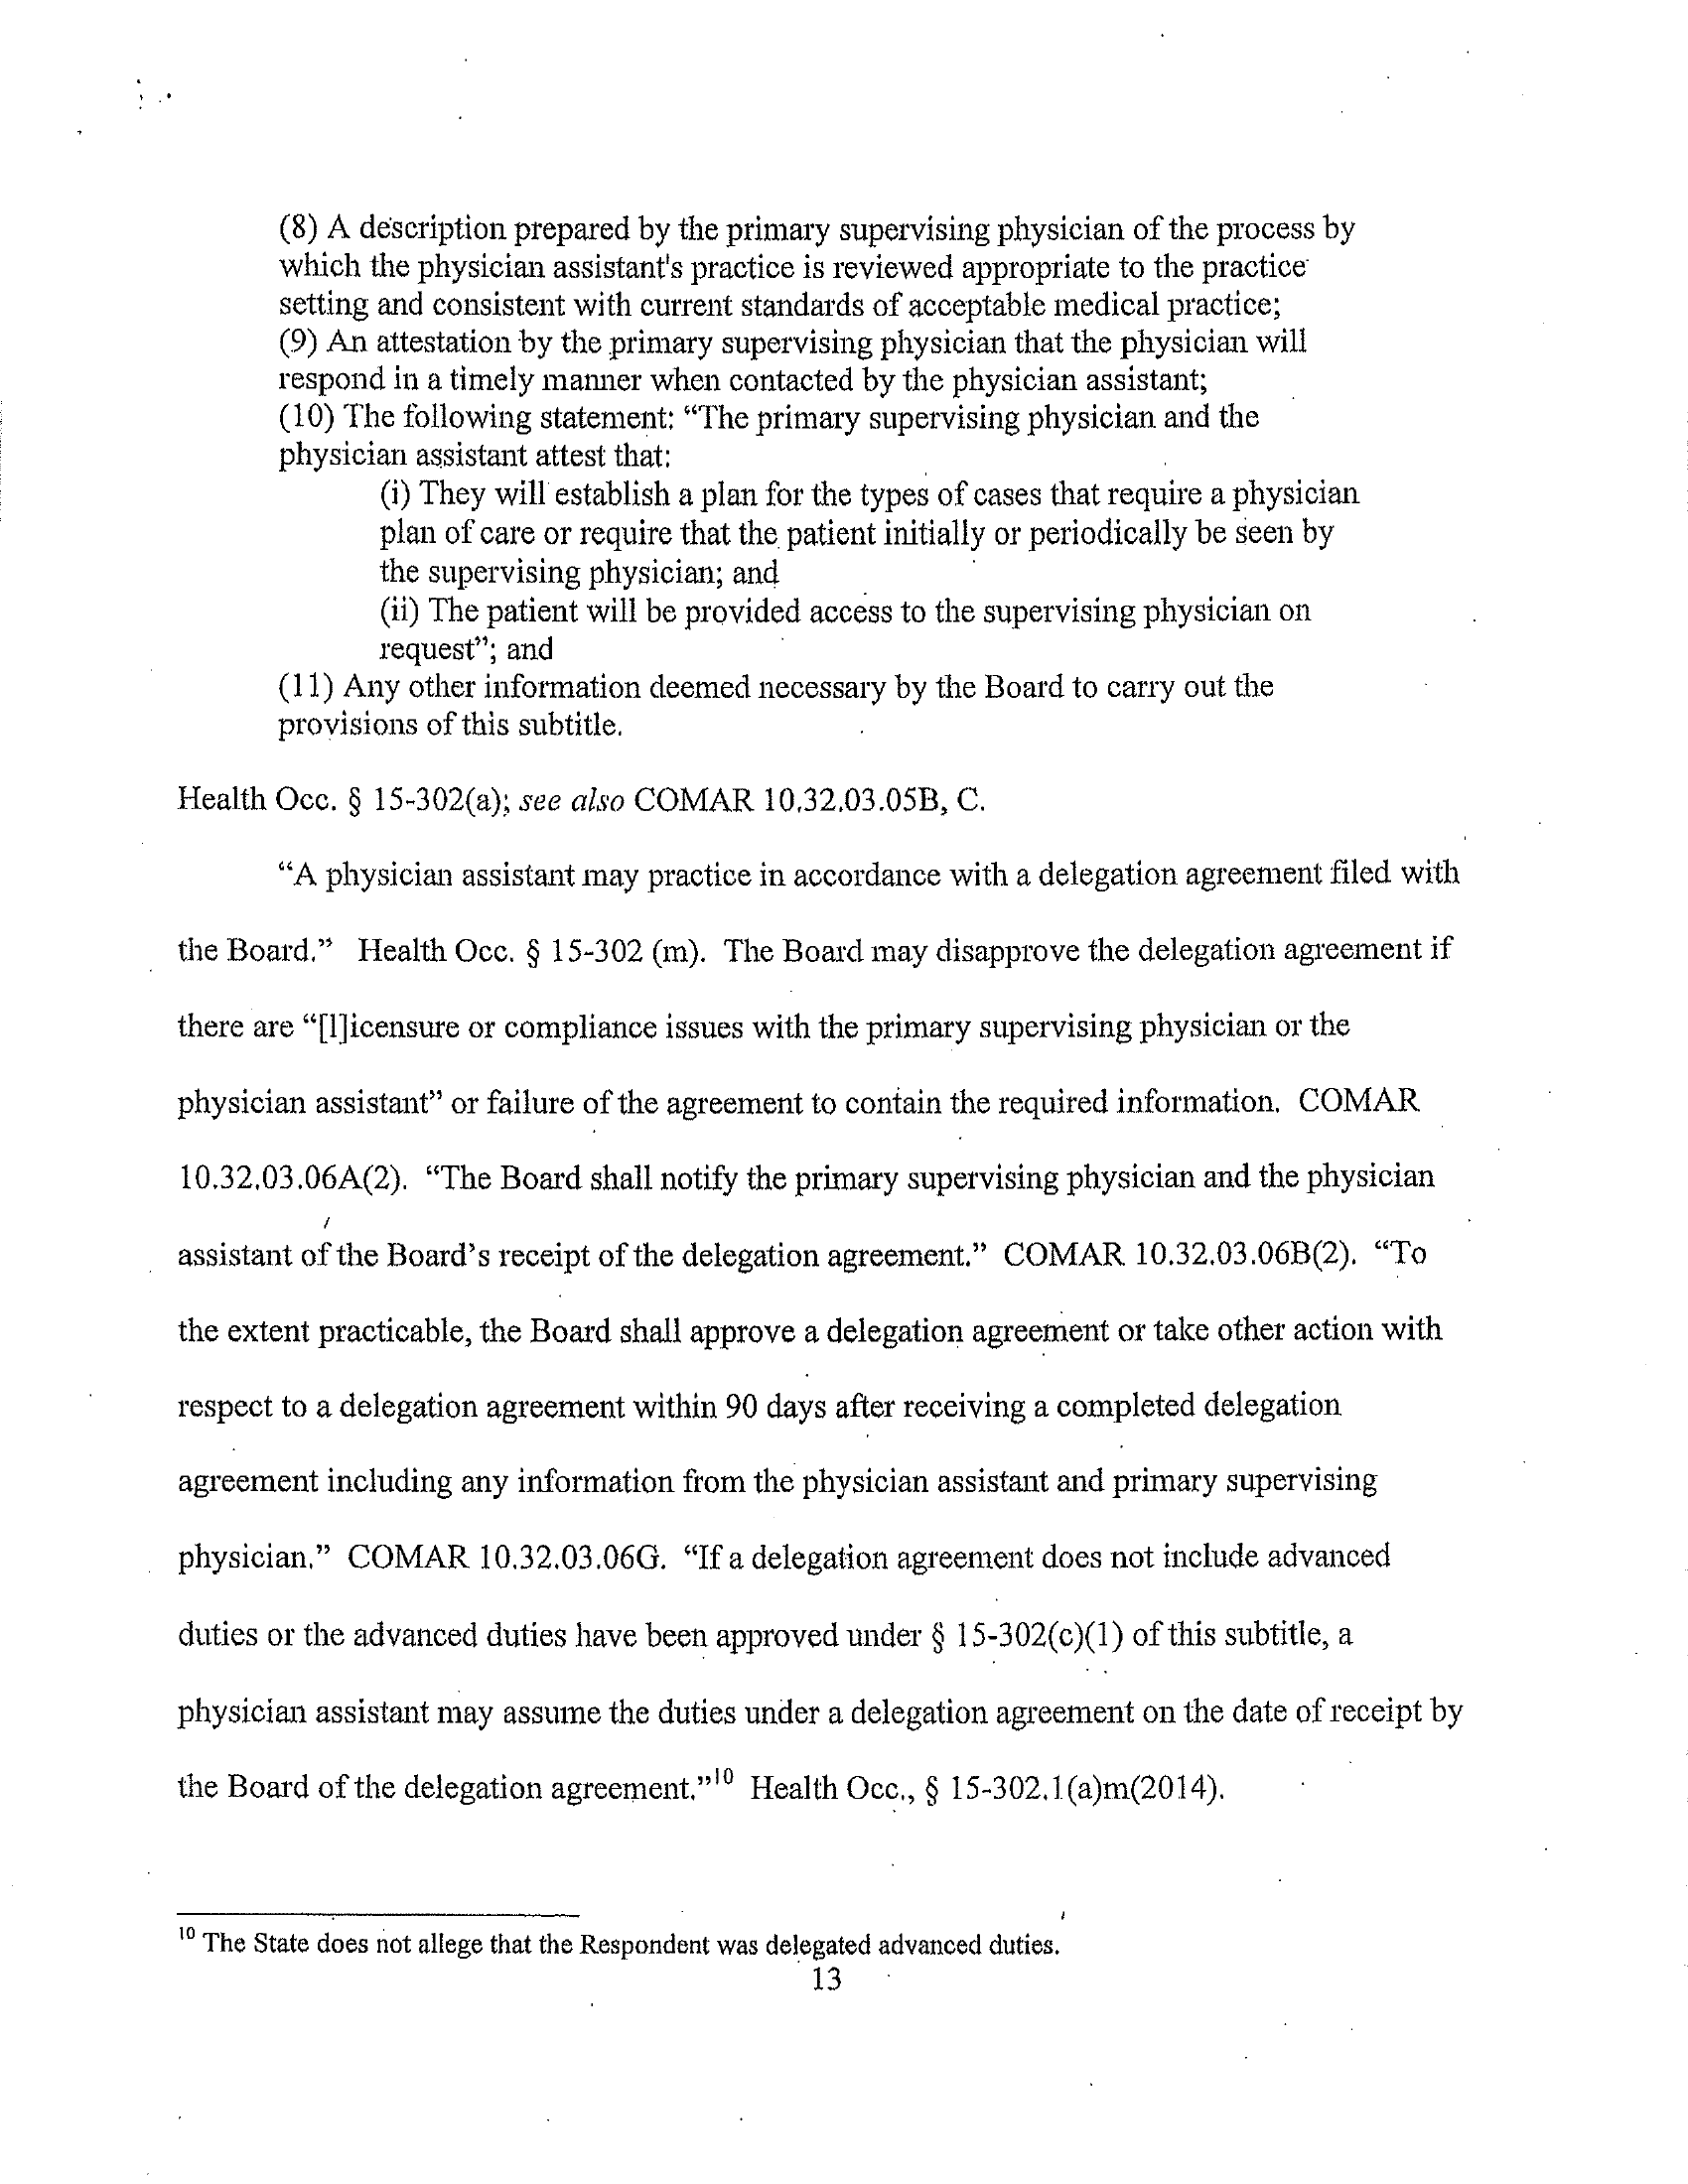 (8) A description prepared by the primary supervising physician of the process by
which the physician assistant's practice is reviewed appropriate to the practice
setting and consistent with current standards of acceptable medical practice;
(9) An attestation by the primary supervising physician that the physician will
respond in a timely manner when contacted by the physician assistant;
(10) The following statement: “The primary supervising physician and the
physician assistant attest that:
(i) They will establish a plan for the types of cases that require a physician
plan of care or require that the patient initially or periodically be seen by
the supervising physician; and
(ii) The patient will be provided access to the supervising physician on
request”; and
(11) Any other information deemed necessary by the Board to carry out the
provisions of this subtitle.
Health Occ. § 15-302(a); see also COMAR 10.32.03.05B, C.
“A physician assistant may practice in accordance with a delegation agreement filed with
the Board.” Health Occ. § 15-302 (m). The Board may disapprove the delegation agreement if
there are “[l]icensure or compliance issues with the primary supervising physician or the
physician assistant” or failure of the agreement to contain the required information. COMAR
10.32.03.06A(2). “The Board shall notify the primary supervising physician and the physician
assistant of the Board’s receipt of the delegation agreement.” COMAR 10.32.03.06B(2). “To
the extent practicable, the Board shall approve a delegation agreement or take other action with
respect to a delegation agreement within 90 days after receiving a completed delegation
agreement including any information from the physician assistant and primary supervising
physician.” COMAR 10.32.03.06G. “If a delegation agreement does not include advanced
duties or the advanced duties have been approved under § 15-302(c)(1) of this subtitle, a
physician assistant may assume the duties under a delegation agreement on the date of receipt by
the Board of the delegation agreement.”10 Health Occ., § 15-302.1(a)m(2014).
10 The State does not allege that the Respondent was delegated advanced duties.
13